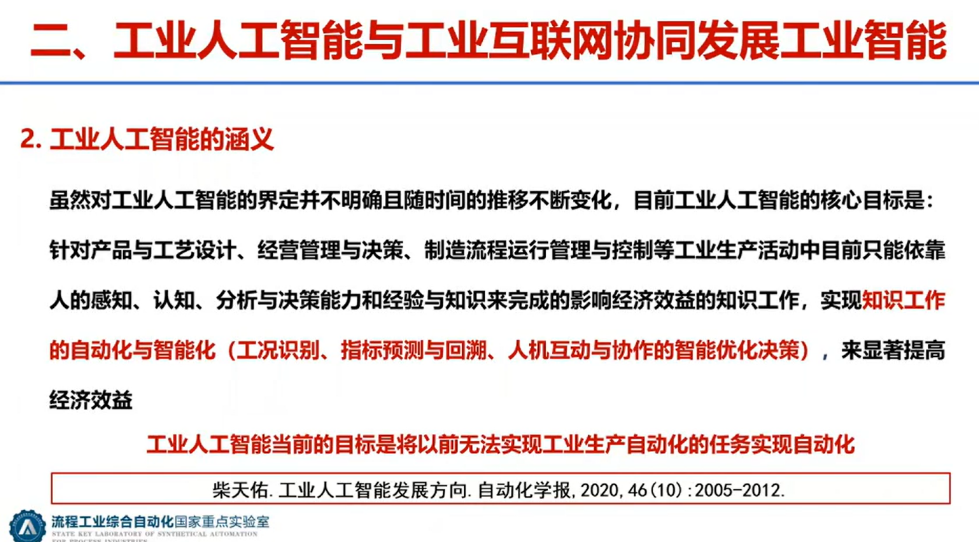 二、工业人工智能与工业互联网协同发展工业智能
2. 工业人工智能的涵义
虽然对工业人工智能的界定并不明确且随时间的推移不断变化，目前工业人工智能的核心目标是：
针对产品与工艺设计、经营管理与决策、制造流程运行管理与控制等工业生产活动中目前只能依靠
人的感知、认知、分析与决策能力和经验与知识来完成的影响经济效益的知识工作，实现知识工作
的自动化与智能化（工况识别、指标预测与回溯、人机互动与协作的智能优化决策），来显著提高
经济效益
工业人工智能当前的目标是将以前无法实现工业生产自动化的任务实现自动化
柴天佑.工业人工智能发展方向.自动化学报,2020,46(10):2005-2012.
流程工业综合自动化国家重点实验室
STATE KEY LABORATORY OF SYNTHETICAL AUTOMATION
FOR PROCESS INDUSTRIES